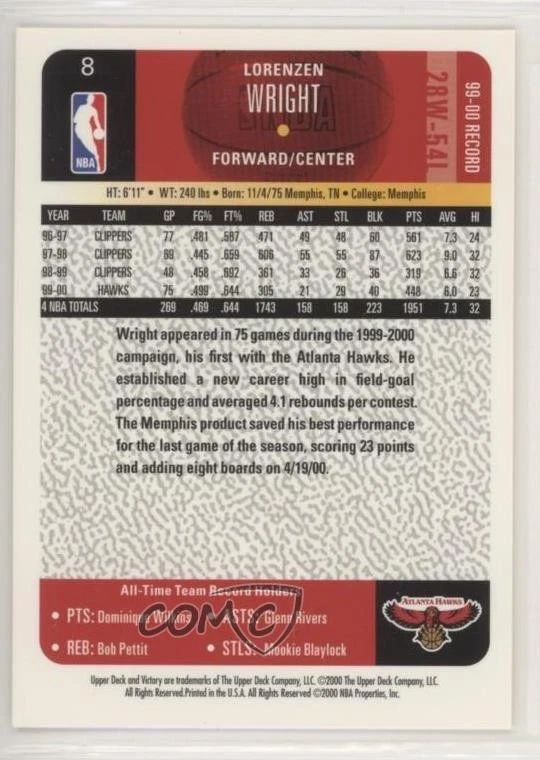 8
NBA
LORENZEN
WRIGHT
FORWARD/CENTER
28W-54L
99-00 RECORD
HT: 6'11" • WT: 240 lbs • Born: 11/4/75 Memphis, TN • College: Memphis
YEAR TEAM GP FG% FT% REB AST STL BLK PTS AVG HI
96-97 CLIPPERS 77 .481 .587 471 49 48 60 561 7.3 24
97-98 CLIPPERS 69 .445 .659 606 55 55 87 623 9.0 32
98-99 CLIPPERS 48 .458 .692 361 33 26 36 319 6.6 32
99-00 HAWKS 75 .499 .644 305 21 29 40 448 6.0 23
4 NBA TOTALS 269 .469 .644 1743 158 158 223 1951 7.3 32
Wright appeared in 75 games during the 1999-2000
campaign, his first with the Atlanta Hawks. He
established a new career high in field-goal
percentage and averaged 4.1 rebounds per contest.
The Memphis product saved his best performance
for the last game of the season, scoring 23 points
and adding eight boards on 4/19/00.
All-Time Team Record Holders
• PTS: Dominique Wilkins • ASTS: Glenn Rivers
• REB: Bob Pettit • STLS: Mookie Blaylock
ATLANTA HAWKS
COMC
Upper Deck and Victory are trademarks of The Upper Deck Company, LLC. ©2000 The Upper Deck Company, LLC.
All Rights Reserved.Printed in the U.S.A. All Rights Reserved ©2000 NBA Properties, Inc.